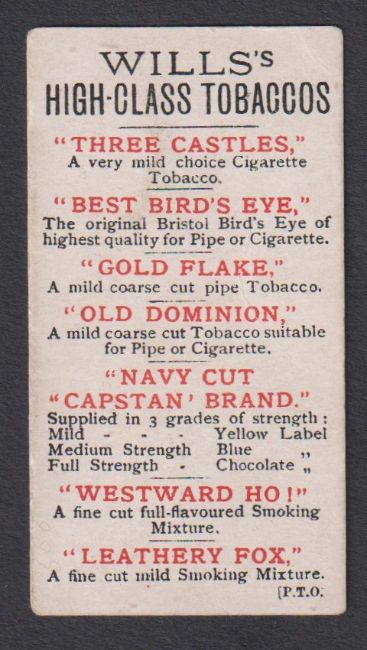 WILLS's
HIGH-CLASS TOBACCOS
"THREE CASTLES,"
A very mild choice Cigarette
Tobacco.
"BEST BIRD'S EYE,"
The original Bristol Bird's Eye of
highest quality for Pipe or Cigarette.
"GOLD FLAKE,"
A mild coarse cut pipe Tobacco.
"OLD DOMINION,"
A mild coarse cut Tobacco suitable
for Pipe or Cigarette.
"NAVY CUT
"CAPSTAN' BRAND."
Supplied in 3 grades of strength :
Mild - - - Yellow Label
Medium Strength Blue „
Full Strength - Chocolate „
"WESTWARD HO!"
A fine cut full-flavoured Smoking
Mixture.
"LEATHERY FOX,"
A fine cut mild Smoking Mixture.
[P.T.O.